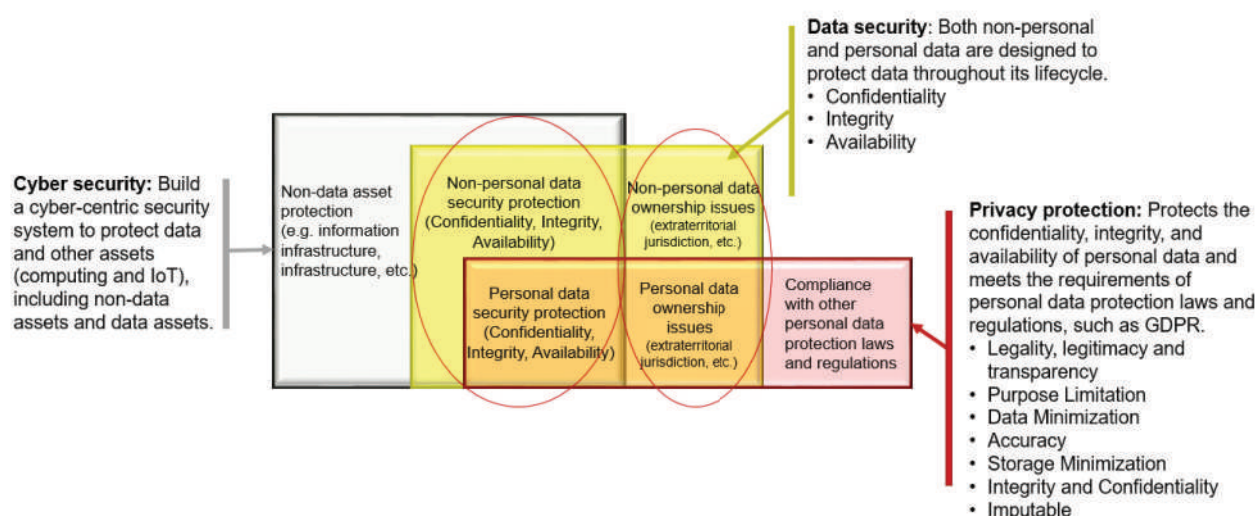 Data security: Both non-personal
and personal data are designed to
protect data throughout its lifecycle.
• Confidentiality
• Integrity
• Availability
Cyber security: Build
a cyber-centric security
system to protect data
and other assets
(computing and IoT),
including non-data
assets and data assets.
Non-data asset
protection
(e.g. information
infrastructure,
infrastructure, etc.)
Non-personal data
security protection
(Confidentiality, Integrity,
Availability)
Non-personal data
ownership issues
(extraterritorial
jurisdiction, etc.)
Personal data
security protection
(Confidentiality,
Integrity, Availability)
Personal data
ownership
issues
(extraterritorial
jurisdiction, etc.)
Compliance
with other
personal data
protection laws
and regulations
Privacy protection: Protects the
confidentiality, integrity, and
availability of personal data and
meets the requirements of
personal data protection laws and
regulations, such as GDPR.
• Legality, legitimacy and
transparency
• Purpose Limitation
• Data Minimization
• Accuracy
• Storage Minimization
• Integrity and Confidentiality
• Imputable